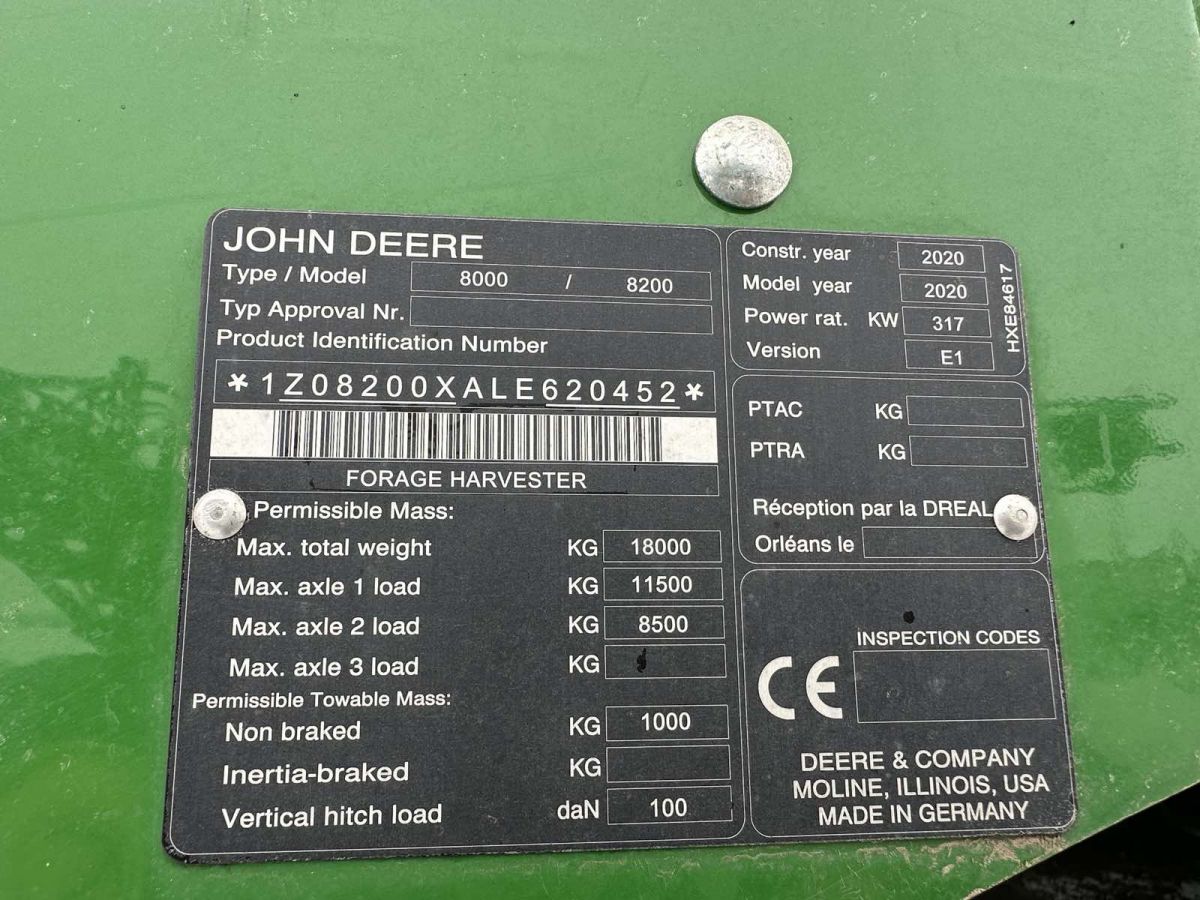 JOHN DEERE
Type / Model 8000 / 8200
Typ Approval Nr.
Product Identification Number
*1Z08200XALE620452*
FORAGE HARVESTER
Permissible Mass:
Max. total weight KG 18000
Max. axle 1 load KG 11500
Max. axle 2 load KG 8500
Max. axle 3 load KG
Permissible Towable Mass:
Non braked KG 1000
Inertia-braked KG
Vertical hitch load daN 100
Constr. year 2020
Model year 2020
Power rat. KW 317
Version E1
HXE84617
PTAC KG
PTRA KG
Réception par la DREAL
Orléans le
INSPECTION CODES
CE
DEERE & COMPANY
MOLINE, ILLINOIS, USA
MADE IN GERMANY